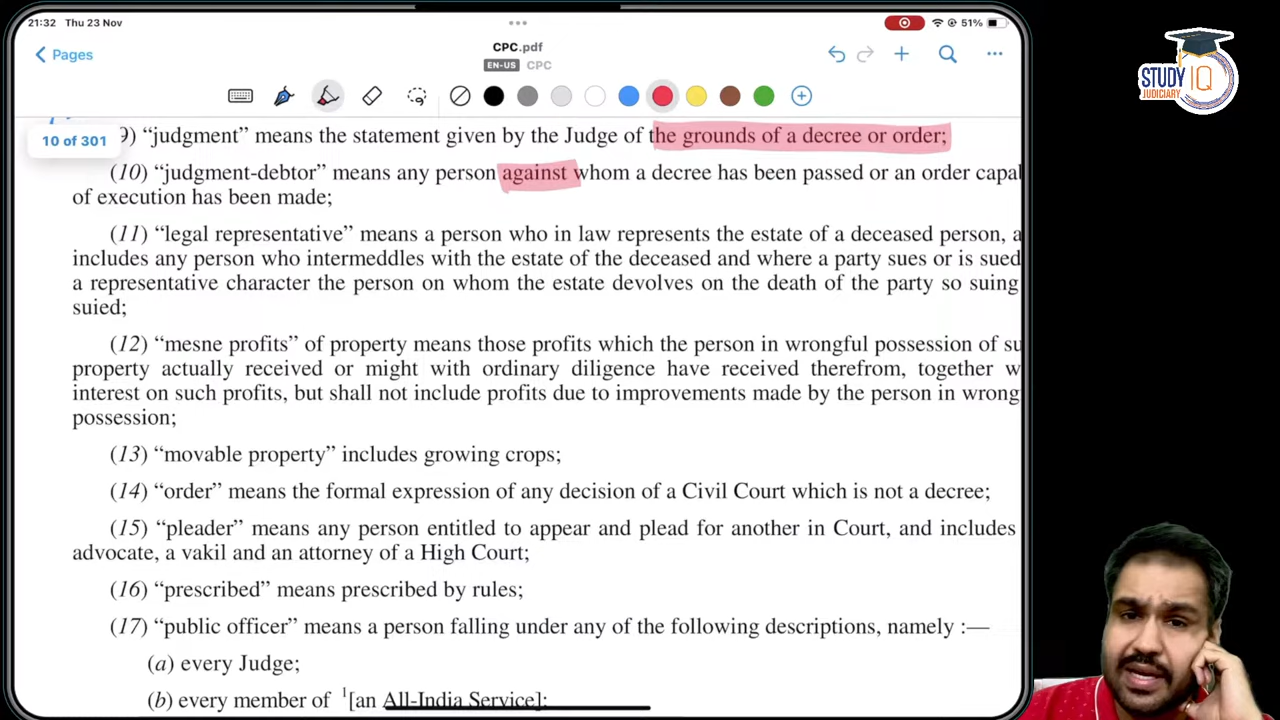 21:32 Thu 23 Nov
51%
Pages
CPC.pdf
EN-US CPC
10 of 301
9) “judgment” means the statement given by the Judge of the grounds of a decree or order;
(10) “judgment-debtor” means any person against whom a decree has been passed or an order capal
of execution has been made;
(11) “legal representative” means a person who in law represents the estate of a deceased person, a
includes any person who intermeddles with the estate of the deceased and where a party sues or is sued
a representative character the person on whom the estate devolves on the death of the party so suing
suied;
(12) “mesne profits” of property means those profits which the person in wrongful possession of su
property actually received or might with ordinary diligence have received therefrom, together w
interest on such profits, but shall not include profits due to improvements made by the person in wrong
possession;
(13) “movable property” includes growing crops;
(14) “order” means the formal expression of any decision of a Civil Court which is not a decree;
(15) “pleader” means any person entitled to appear and plead for another in Court, and includes
advocate, a vakil and an attorney of a High Court;
(16) “prescribed” means prescribed by rules;
(17) “public officer” means a person falling under any of the following descriptions, namely :—
(a) every Judge;
(b) every member of 1[an All-India Service];
STUDY IQ
JUDICIARY